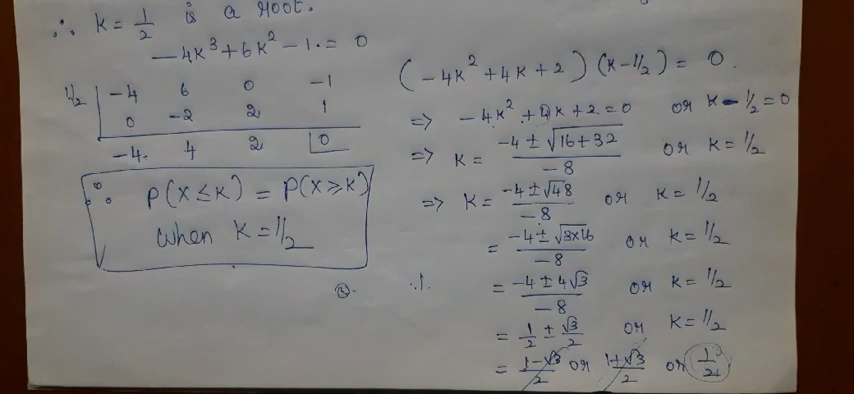 ∴ K = 1/2 is a root.
-4K³ + 6K² - 1 = 0
1/2 | -4 6 0 -1
0 -2 2 1
-4 4 2 |0
∴ P(X ≤ K) = P(X ≥ K)
When K = 1/2
(-4K² + 4K + 2) (K - 1/2) = 0.
=> -4K² + 4K + 2 = 0 or K - 1/2 = 0
=> K = (-4 ± √(16+32))/-8 or K = 1/2
=> K = (-4 ± √48)/-8 or K = 1/2
= (-4 ± √(3×16))/-8 or K = 1/2
∴ = (-4 ± 4√3)/-8 or K = 1/2
= 1/2 ± √3/2 or K = 1/2
= (1-√3)/2 or (1+√3)/2 or 1/2